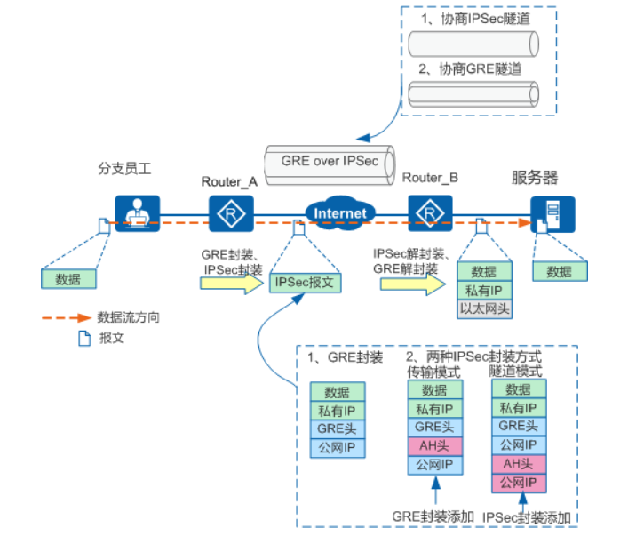 1、协商IPSec隧道
2、协商GRE隧道
GRE over IPSec
分支员工
Router_A
Internet
Router_B
服务器
数据
GRE封装、
IPSec封装
IPSec报文
IPSec解封装、
GRE解封装
数据
私有IP
以太网头
数据
数据流方向
报文
1、GRE封装
2、两种IPSec封装方式
传输模式
隧道模式
数据
私有IP
GRE头
公网IP
数据
私有IP
GRE头
AH头
公网IP
数据
私有IP
GRE头
公网IP
AH头
公网IP
GRE封装添加
IPSec封装添加